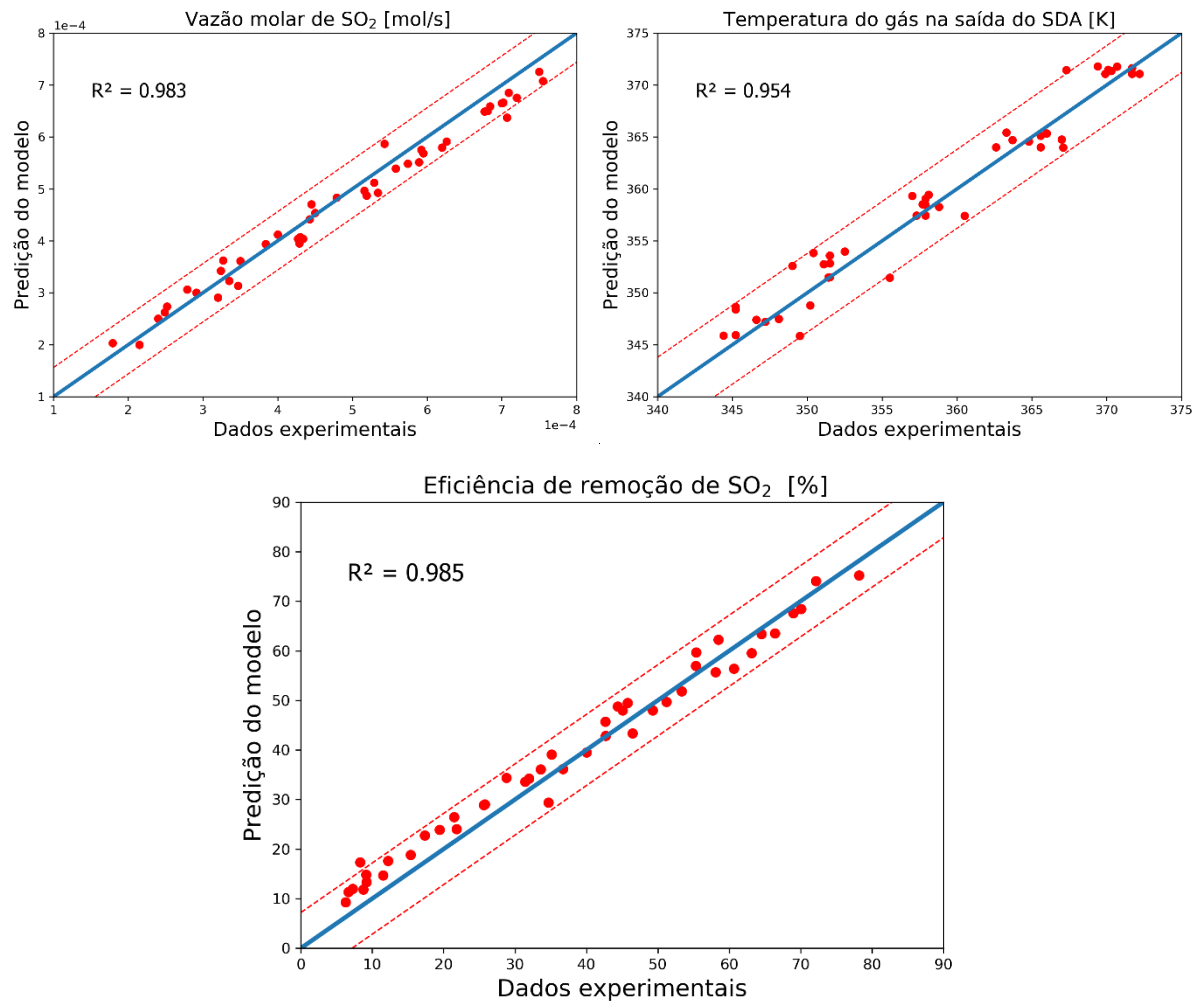 Vazão molar de SO₂ [mol/s]
1e−4
8
7
6
5
4
3
2
1
R² = 0.983
Predição do modelo
1 2 3 4 5 6 7 8
Dados experimentais
1e−4
Temperatura do gás na saída do SDA [K]
375
370
365
360
355
350
345
340
R² = 0.954
Predição do modelo
340 345 350 355 360 365 370 375
Dados experimentais
Eficiência de remoção de SO₂ [%]
90
80
70
60
50
40
30
20
10
0
R² = 0.985
Predição do modelo
0 10 20 30 40 50 60 70 80 90
Dados experimentais